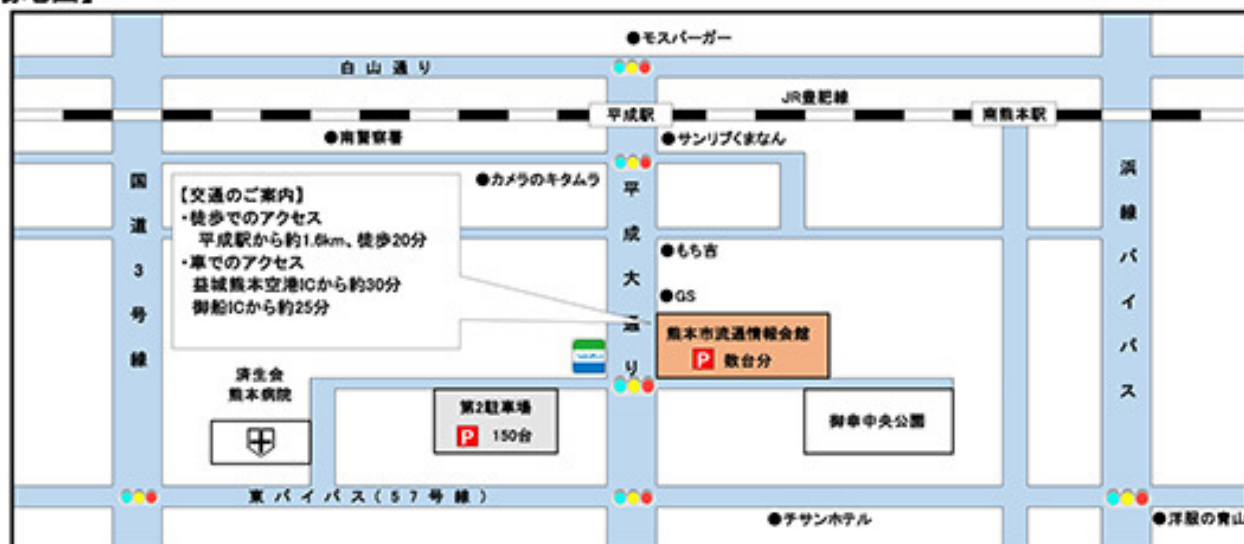 ●モスバーガー
白山通り
JR豊肥線
平成駅
南熊本駅
●南警察署
●サンリブくまなん
●カメラのキタムラ
国道3号線
平成大通り
浜線バイパス
【交通のご案内】
・徒歩でのアクセス
平成駅から約1.6km、徒歩20分
・車でのアクセス
益城熊本空港ICから約30分
御船ICから約25分
●もち吉
●GS
熊本市流通情報会館
P 数台分
済生会
熊本病院
第2駐車場
P 150台
御幸中央公園
東バイパス(57号線)
●チサンホテル
●洋服の青山